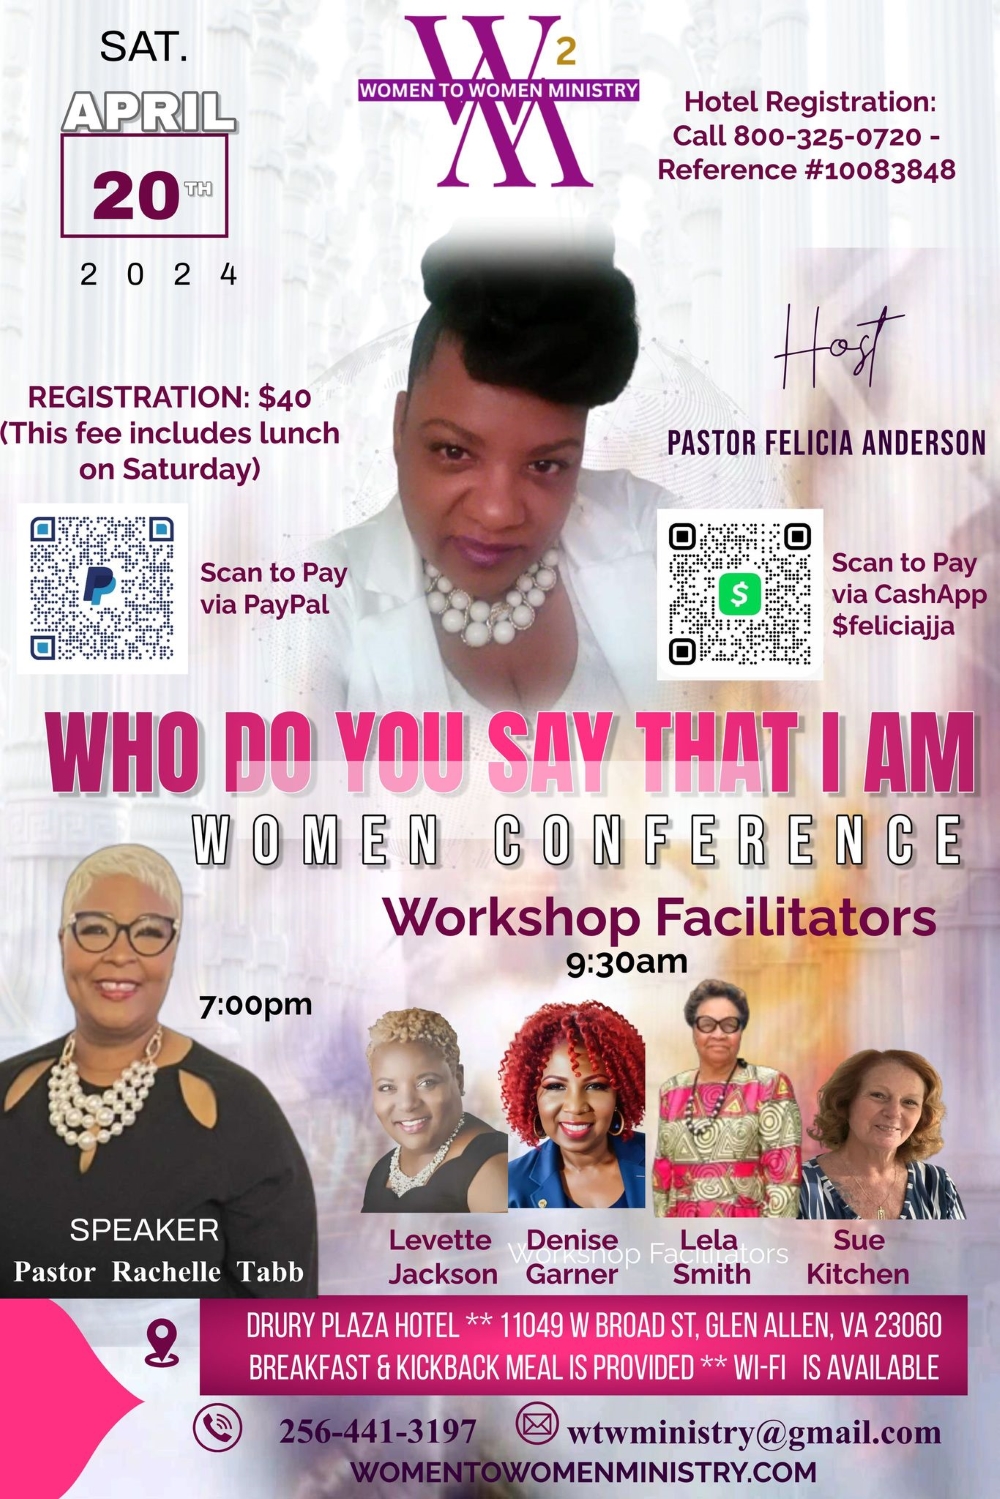 SAT.
APRIL
20TH
2 0 2 4
2
WOMEN TO WOMEN MINISTRY
Hotel Registration:
Call 800-325-0720 -
Reference #10083848
Host
PASTOR FELICIA ANDERSON
REGISTRATION: $40
(This fee includes lunch
on Saturday)
Scan to Pay
via PayPal
Scan to Pay
via CashApp
$feliciajja
WHO DO YOU SAY THAT I AM
WOMEN CONFERENCE
Workshop Facilitators
9:30am
7:00pm
SPEAKER
Pastor Rachelle Tabb
Levette
Jackson
Denise
Garner
Lela
Smith
Sue
Kitchen
Workshop Facilitators
DRURY PLAZA HOTEL ** 11049 W BROAD ST, GLEN ALLEN, VA 23060
BREAKFAST & KICKBACK MEAL IS PROVIDED ** WI-FI IS AVAILABLE
256-441-3197
wtwministry@gmail.com
WOMENTOWOMENMINISTRY.COM